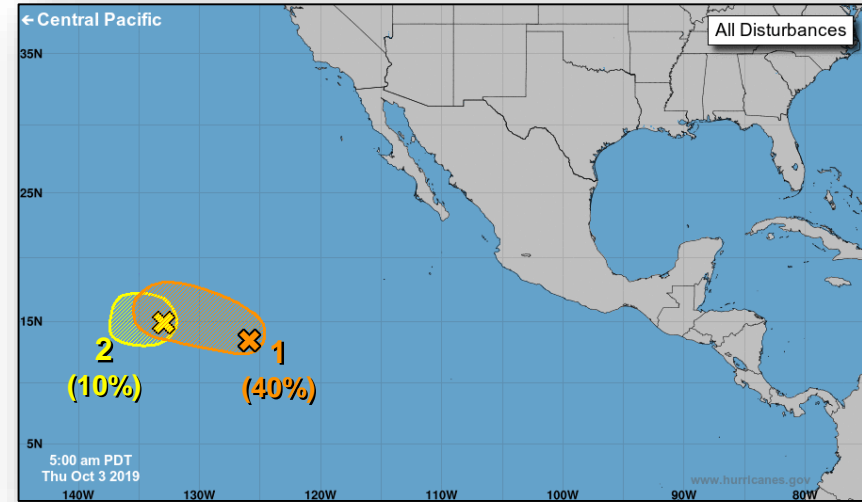 ← Central Pacific
All Disturbances
35N
25N
15N
5N
2
(10%)
1
(40%)
5:00 am PDT
Thu Oct 3 2019
www.hurricanes.gov
140W
130W
120W
110W
100W
90W
80W